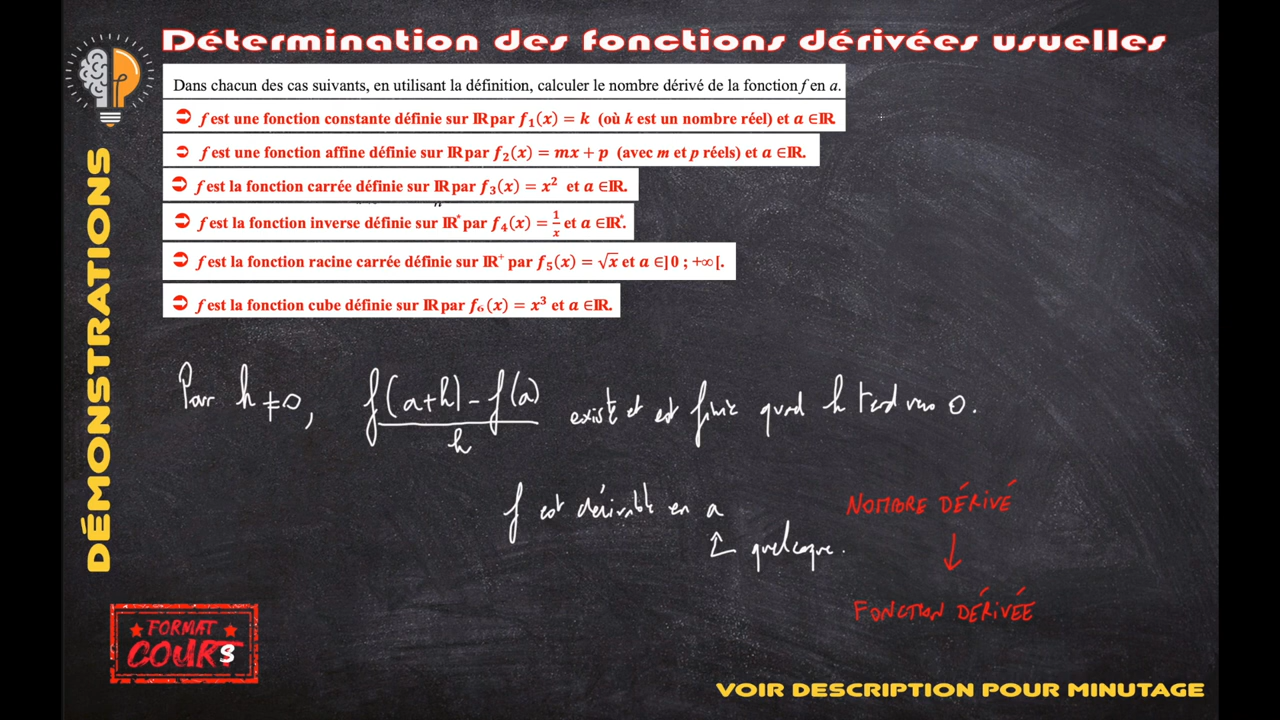 Détermination des fonctions dérivées usuelles
DÉMONSTRATIONS
Dans chacun des cas suivants, en utilisant la définition, calculer le nombre dérivé de la fonction f en a.
➲ f est une fonction constante définie sur ℝ par f₁(x) = k (où k est un nombre réel) et a ∈ ℝ
➲ f est une fonction affine définie sur ℝ par f₂(x) = mx + p (avec m et p réels) et a ∈ ℝ.
➲ f est la fonction carrée définie sur ℝ par f₃(x) = x² et a ∈ ℝ.
➲ f est la fonction inverse définie sur ℝ* par f₄(x) = 1/x et a ∈ ℝ*.
➲ f est la fonction racine carrée définie sur ℝ⁺ par f₅(x) = √x et a ∈ ]0 ; +∞[.
➲ f est la fonction cube définie sur ℝ par f₆(x) = x³ et a ∈ ℝ.
Pour h ≠ 0, (f(a+h) - f(a))/h existe et est finie quand h tend vers 0.
f est dérivable en a
↑ quelconque.
NOMBRE DÉRIVÉ
↓
FONCTION DÉRIVÉE
FORMAT
COURTS
VOIR DESCRIPTION POUR MINUTAGE